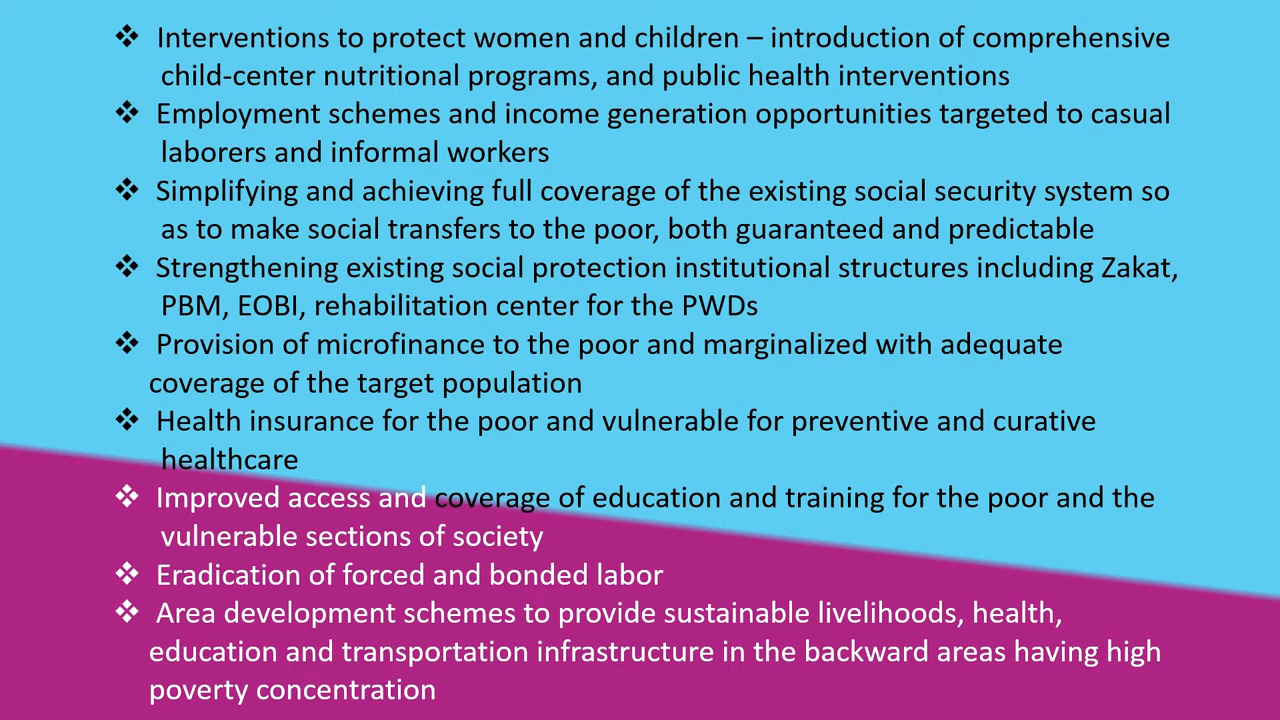 ❖ Interventions to protect women and children – introduction of comprehensive
child-center nutritional programs, and public health interventions
❖ Employment schemes and income generation opportunities targeted to casual
laborers and informal workers
❖ Simplifying and achieving full coverage of the existing social security system so
as to make social transfers to the poor, both guaranteed and predictable
❖ Strengthening existing social protection institutional structures including Zakat,
PBM, EOBI, rehabilitation center for the PWDs
❖ Provision of microfinance to the poor and marginalized with adequate
coverage of the target population
❖ Health insurance for the poor and vulnerable for preventive and curative
healthcare
❖ Improved access and coverage of education and training for the poor and the
vulnerable sections of society
❖ Eradication of forced and bonded labor
❖ Area development schemes to provide sustainable livelihoods, health,
education and transportation infrastructure in the backward areas having high
poverty concentration